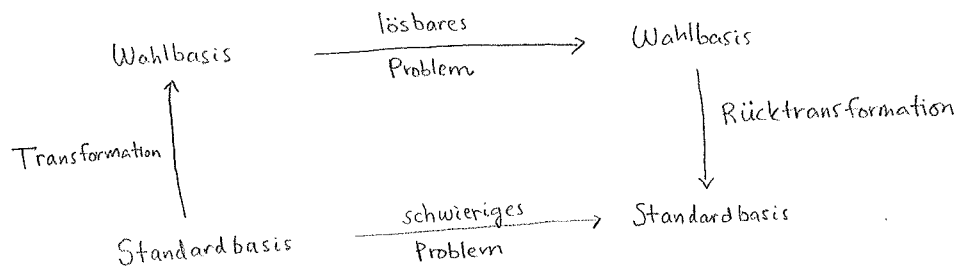 lösbares
Wahlbasis
Wahlbasis
Problem
Rücktransformation
Transformation
schwieriges
Standardbasis
Standardbasis
Problem